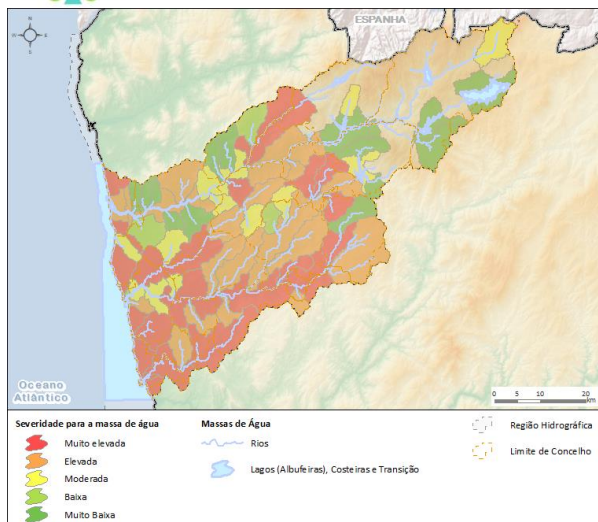 ESPANHA
N
Oceano
Atlântico
0 5 10 20
km
Severidade para a massa de água
Muito elevada
Elevada
Moderada
Baixa
Muito Baixa
Massas de Água
Rios
Lagos (Albufeiras), Costeiras e Transição
Região Hidrográfica
Limite de Concelho